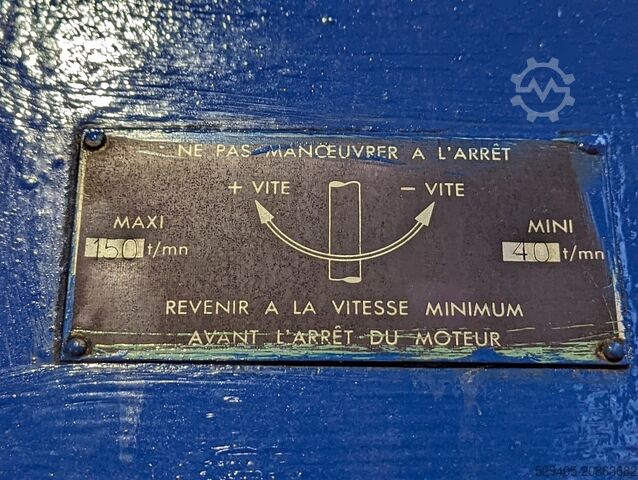 NE PAS MANŒUVRER A L'ARRÊT
+ VITE
- VITE
MAXI
150 t/mn
MINI
40 t/mn
REVENIR A LA VITESSE MINIMUM
AVANT L'ARRÊT DU MOTEUR